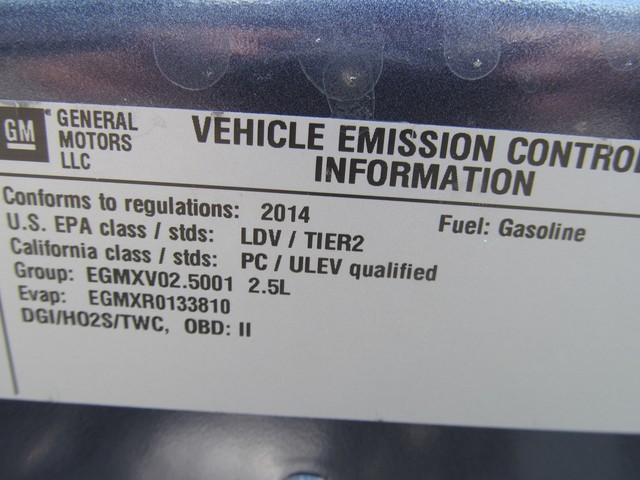 GM
GENERAL
MOTORS
LLC
VEHICLE EMISSION CONTROL
INFORMATION
Conforms to regulations: 2014
Fuel: Gasoline
U.S. EPA class / stds: LDV / TIER2
California class / stds: PC / ULEV qualified
Group: EGMXV02.5001 2.5L
Evap: EGMXR0133810
DGI/HO2S/TWC, OBD: II